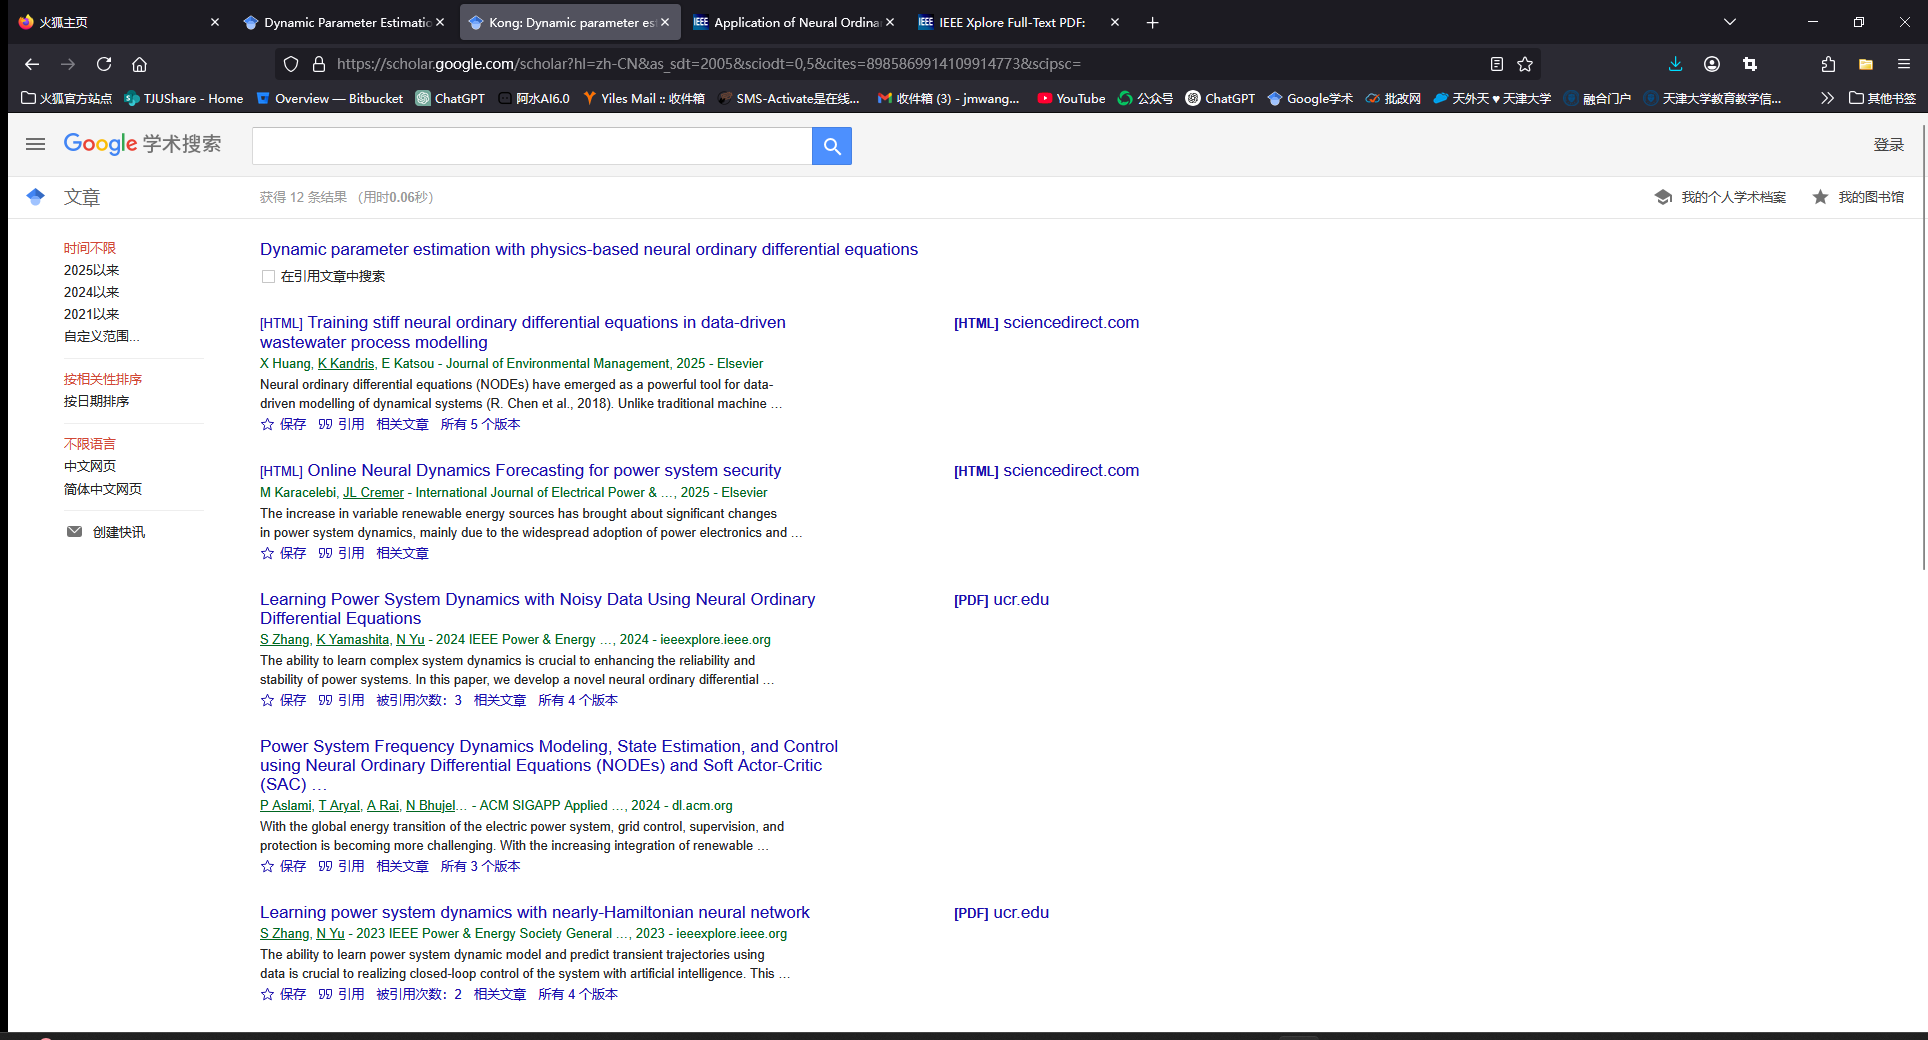 火狐主页
Dynamic Parameter Estimatio
Kong: Dynamic parameter es
Application of Neural Ordina
IEEE Xplore Full-Text PDF:
https://scholar.google.com/scholar?hl=zh-CN&as_sdt=2005&sciodt=0,5&cites=8985869914109914773&scipsc=
火狐官方站点
TJUShare - Home
Overview — Bitbucket
ChatGPT
阿水AI6.0
Yiles Mail :: 收件箱
SMS-Activate是在线...
收件箱 (3) - jmwang...
YouTube
公众号
ChatGPT
Google学术
批改网
天外天 ♥ 天津大学
融合门户
天津大学教育教学信...
其他书签
Google 学术搜索
登录
文章
获得 12 条结果 （用时0.06秒）
我的个人学术档案
我的图书馆
时间不限
2025以来
2024以来
2021以来
自定义范围...
按相关性排序
按日期排序
不限语言
中文网页
简体中文网页
创建快讯
Dynamic parameter estimation with physics-based neural ordinary differential equations
在引用文章中搜索
[HTML] Training stiff neural ordinary differential equations in data-driven
wastewater process modelling
X Huang, K Kandris, E Katsou - Journal of Environmental Management, 2025 - Elsevier
Neural ordinary differential equations (NODEs) have emerged as a powerful tool for data-
driven modelling of dynamical systems (R. Chen et al., 2018). Unlike traditional machine …
保存 引用 相关文章 所有 5 个版本
[HTML] sciencedirect.com
[HTML] Online Neural Dynamics Forecasting for power system security
M Karacelebi, JL Cremer - International Journal of Electrical Power & …, 2025 - Elsevier
The increase in variable renewable energy sources has brought about significant changes
in power system dynamics, mainly due to the widespread adoption of power electronics and …
保存 引用 相关文章
[HTML] sciencedirect.com
Learning Power System Dynamics with Noisy Data Using Neural Ordinary
Differential Equations
S Zhang, K Yamashita, N Yu - 2024 IEEE Power & Energy …, 2024 - ieeexplore.ieee.org
The ability to learn complex system dynamics is crucial to enhancing the reliability and
stability of power systems. In this paper, we develop a novel neural ordinary differential …
保存 引用 被引用次数：3 相关文章 所有 4 个版本
[PDF] ucr.edu
Power System Frequency Dynamics Modeling, State Estimation, and Control
using Neural Ordinary Differential Equations (NODEs) and Soft Actor-Critic
(SAC) …
P Aslami, T Aryal, A Rai, N Bhujel… - ACM SIGAPP Applied …, 2024 - dl.acm.org
With the global energy transition of the electric power system, grid control, supervision, and
protection is becoming more challenging. With the increasing integration of renewable …
保存 引用 相关文章 所有 3 个版本
Learning power system dynamics with nearly-Hamiltonian neural network
S Zhang, N Yu - 2023 IEEE Power & Energy Society General …, 2023 - ieeexplore.ieee.org
The ability to learn power system dynamic model and predict transient trajectories using
data is crucial to realizing closed-loop control of the system with artificial intelligence. This …
保存 引用 被引用次数：2 相关文章 所有 4 个版本
[PDF] ucr.edu